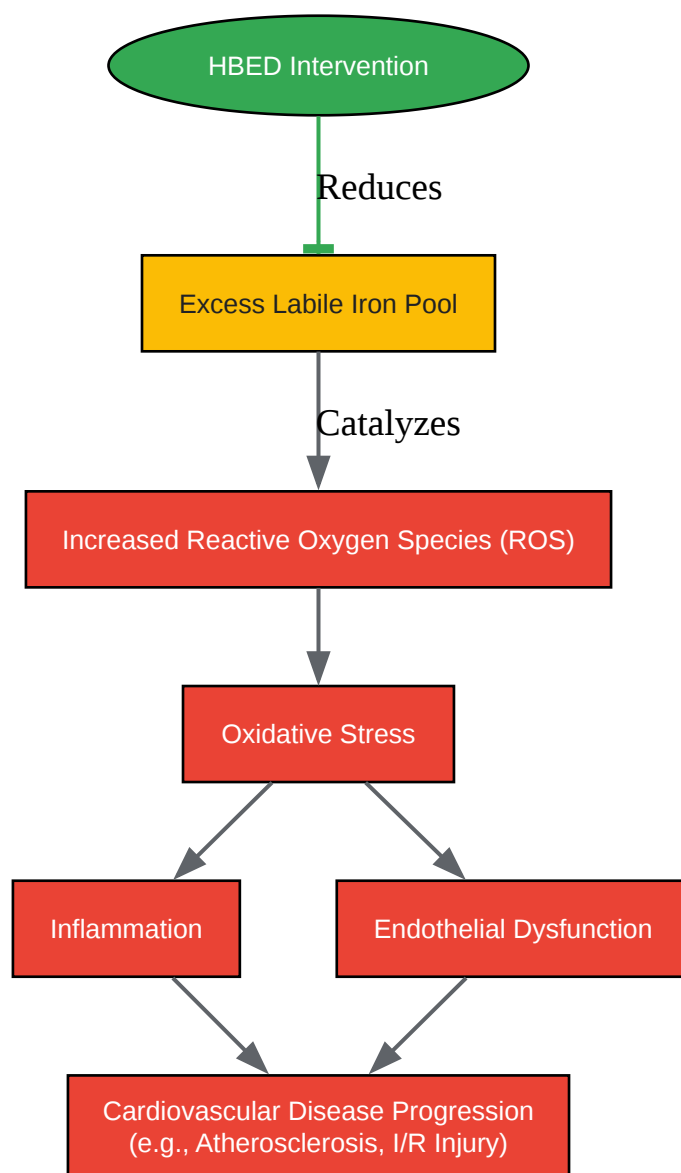 HBED Intervention
Reduces
Excess Labile Iron Pool
Catalyzes
Increased Reactive Oxygen Species (ROS)
Oxidative Stress
Inflammation
Endothelial Dysfunction
Cardiovascular Disease Progression
(e.g., Atherosclerosis, I/R Injury)